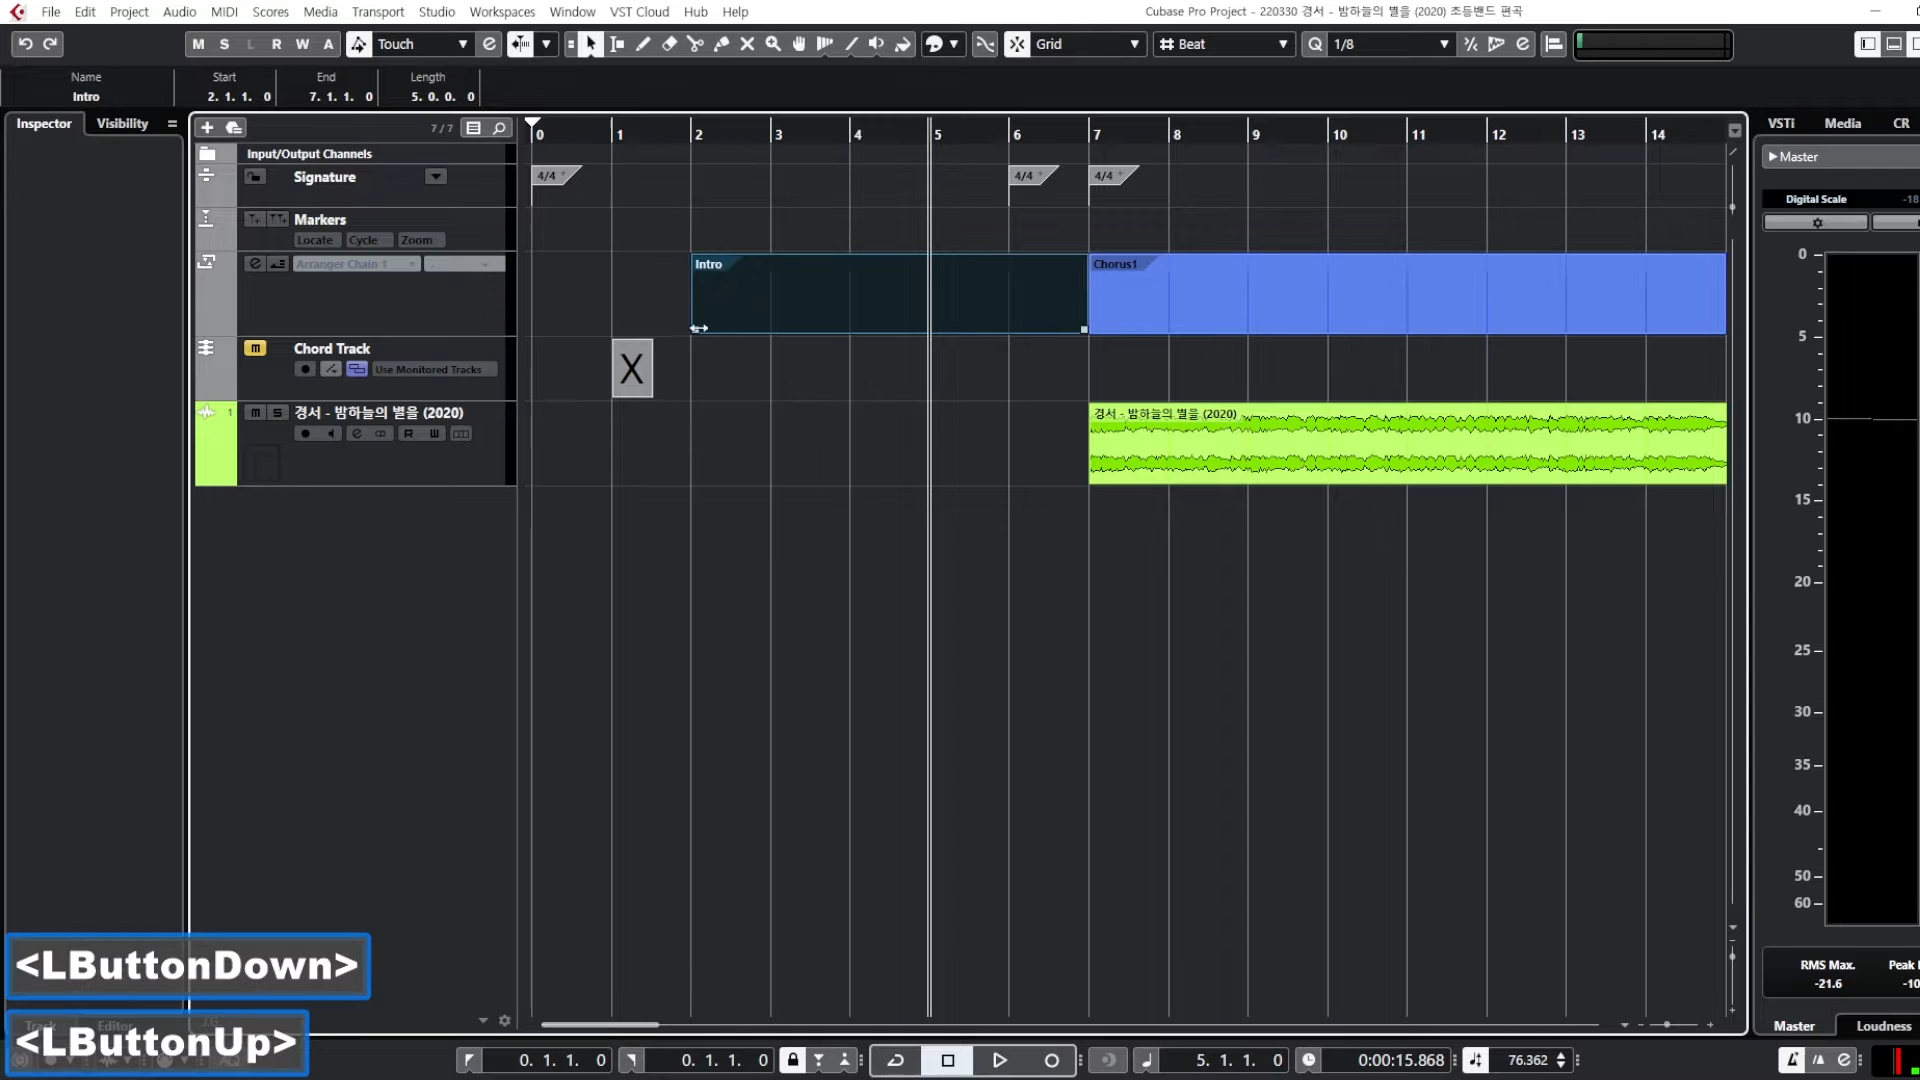 File Edit Project Audio MIDI Scores Media Transport Studio Workspaces Window VST Cloud Hub Help Cubase Pro Project - 220330 경서 - 밤하늘의 별을 (2020) 초등밴드 편곡
M S L R W A Touch Grid Beat Q 1/8
Name Start End Length
Intro 2. 1. 1. 0 7. 1. 1. 0 5. 0. 0. 0
Inspector Visibility 7 / 7 0 1 2 3 4 5 6 7 8 9 10 11 12 13 14 VSTi Media CR
Input/Output Channels Master
Signature 4/4 4/4 4/4
Digital Scale -18
Markers
Locate Cycle Zoom
Arranger Chain 1 Intro Chorus1
Chord Track X
Use Monitored Tracks
1 m S 경서 - 밤하늘의 별을 (2020) 경서 - 밤하늘의 별을 (2020)
R W
0
5
10
15
20
25
30
35
40
50
60
RMS Max. Peak
-21.6 -10
<LButtonDown>
Track Editor
Master Loudness
<LButtonUp>
0. 1. 1. 0 0. 1. 1. 0 5. 1. 1. 0 0:00:15.868 76.362